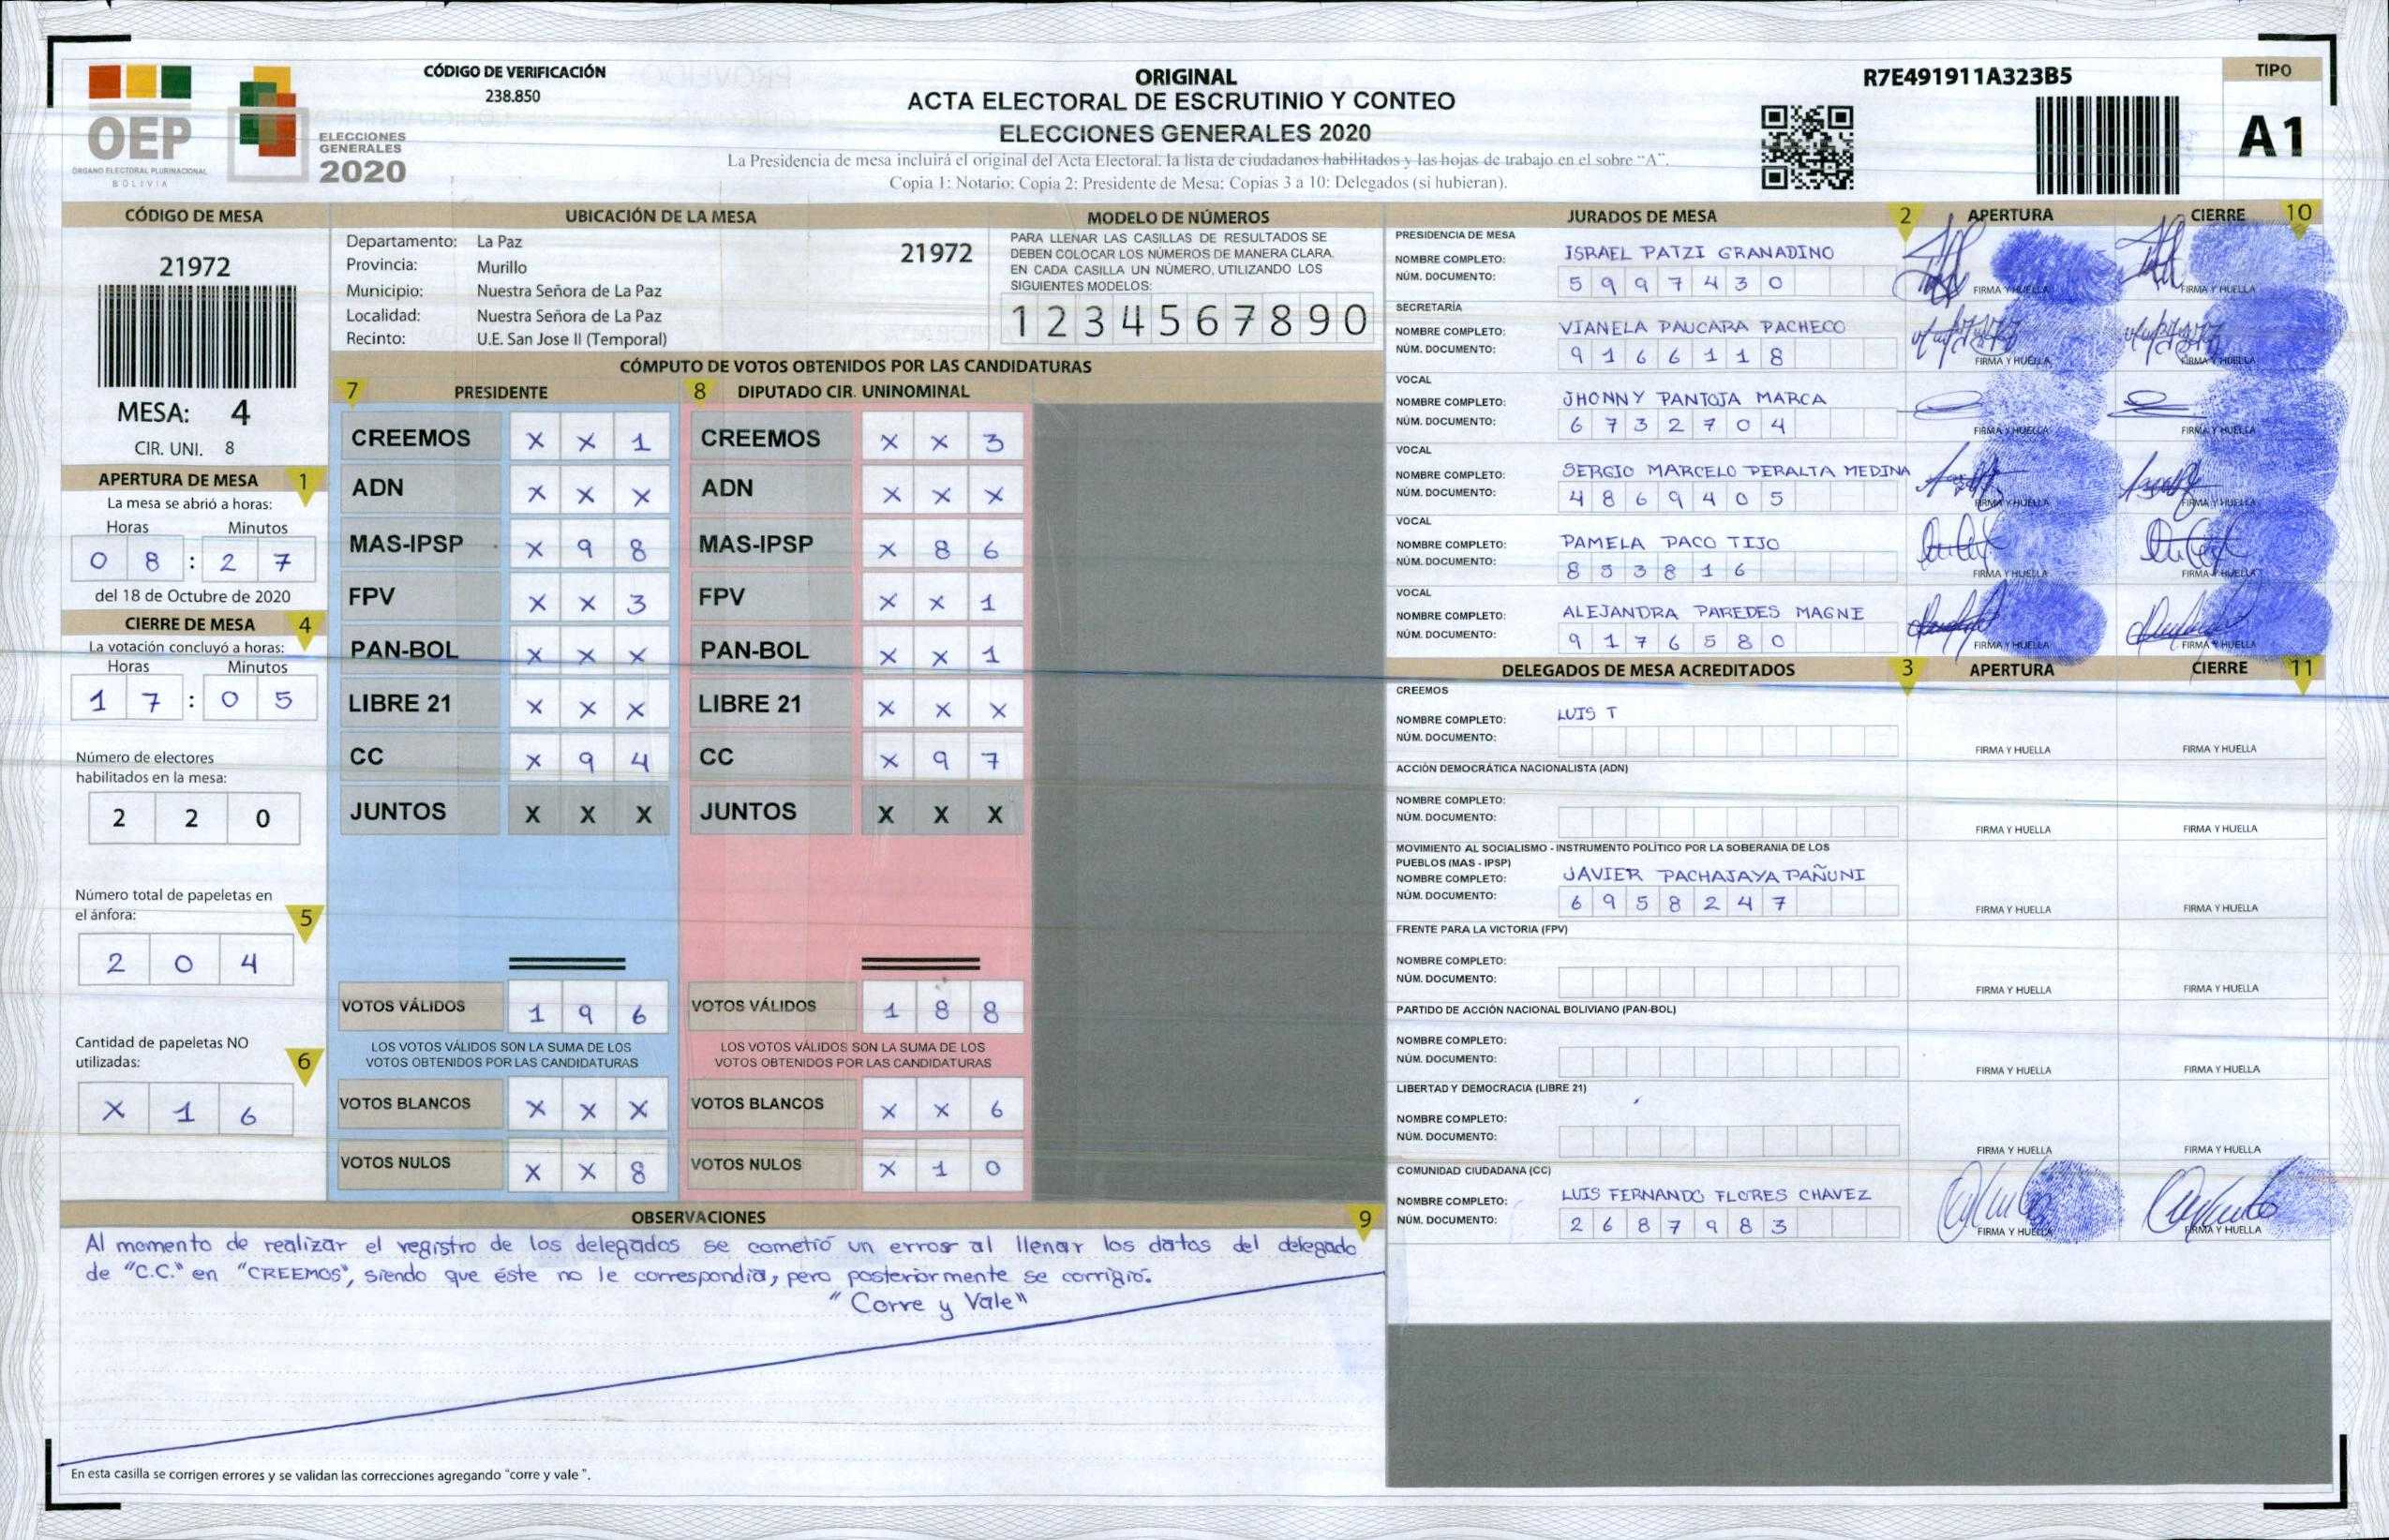 CÓDIGO DE VERIFICACIÓN
238.850
OEP
ÓRGANO ELECTORAL PLURINACIONAL
BOLIVIA
ELECCIONES
GENERALES
2020
ORIGINAL
ACTA ELECTORAL DE ESCRUTINIO Y CONTEO
ELECCIONES GENERALES 2020
La Presidencia de mesa incluirá el original del Acta Electoral, la lista de ciudadanos habilitados y las hojas de trabajo en el sobre "A".
Copia 1: Notario; Copia 2: Presidente de Mesa; Copias 3 a 10: Delegados (si hubieran).
R7E491911A323B5
TIPO
A1
CÓDIGO DE MESA
21972
MESA: 4
CIR. UNI. 8
APERTURA DE MESA 1
La mesa se abrió a horas:
Horas Minutos
0 8 : 2 7
del 18 de Octubre de 2020
CIERRE DE MESA 4
La votación concluyó a horas:
Horas Minutos
1 7 : 0 5
Número de electores
habilitados en la mesa:
2 2 0
Número total de papeletas en
el ánfora: 5
2 0 4
Cantidad de papeletas NO
utilizadas: 6
X 1 6
UBICACIÓN DE LA MESA
Departamento: La Paz
Provincia: Murillo
Municipio: Nuestra Señora de La Paz
Localidad: Nuestra Señora de La Paz
Recinto: U.E. San Jose II (Temporal)
21972
MODELO DE NÚMEROS
PARA LLENAR LAS CASILLAS DE RESULTADOS SE
DEBEN COLOCAR LOS NÚMEROS DE MANERA CLARA.
EN CADA CASILLA UN NÚMERO, UTILIZANDO LOS
SIGUIENTES MODELOS:
1 2 3 4 5 6 7 8 9 0
CÓMPUTO DE VOTOS OBTENIDOS POR LAS CANDIDATURAS
7 PRESIDENTE 8 DIPUTADO CIR. UNINOMINAL
CREEMOS X X 1 CREEMOS X X 3
ADN X X X ADN X X X
MAS-IPSP X 9 8 MAS-IPSP X 8 6
FPV X X 3 FPV X X 1
PAN-BOL X X X PAN-BOL X X 1
LIBRE 21 X X X LIBRE 21 X X X
CC X 9 4 CC X 9 7
JUNTOS X X X JUNTOS X X X
VOTOS VÁLIDOS 1 9 6 VOTOS VÁLIDOS 1 8 8
LOS VOTOS VÁLIDOS SON LA SUMA DE LOS LOS VOTOS VÁLIDOS SON LA SUMA DE LOS
VOTOS OBTENIDOS POR LAS CANDIDATURAS VOTOS OBTENIDOS POR LAS CANDIDATURAS
VOTOS BLANCOS X X X VOTOS BLANCOS X X 6
VOTOS NULOS X X 8 VOTOS NULOS X 1 0
OBSERVACIONES 9
Al momento de realizar el registro de los delegados se cometió un error al llenar los datos del delegado
de "C.C." en "CREEMOS", siendo que éste no le correspondía, pero posteriormente se corrigió.
"Corre y Vale"
En esta casilla se corrigen errores y se validan las correcciones agregando "corre y vale ".
JURADOS DE MESA 2 APERTURA CIERRE 10
PRESIDENCIA DE MESA
NOMBRE COMPLETO: ISRAEL PATZI GRANADINO
NÚM. DOCUMENTO: 5 9 9 7 4 3 0 FIRMA Y HUELLA FIRMA Y HUELLA
SECRETARÍA
NOMBRE COMPLETO: VIANELA PAUCARA PACHECO
NÚM. DOCUMENTO: 9 1 6 6 1 1 8 FIRMA Y HUELLA FIRMA Y HUELLA
VOCAL
NOMBRE COMPLETO: JHONNY PANTOJA MARCA
NÚM. DOCUMENTO: 6 7 3 2 7 0 4 FIRMA Y HUELLA FIRMA Y HUELLA
VOCAL
NOMBRE COMPLETO: SERGIO MARCELO PERALTA MEDINA
NÚM. DOCUMENTO: 4 8 6 9 4 0 5 FIRMA Y HUELLA FIRMA Y HUELLA
VOCAL
NOMBRE COMPLETO: PAMELA PACO TIJO
NÚM. DOCUMENTO: 8 5 3 8 1 6 FIRMA Y HUELLA FIRMA Y HUELLA
VOCAL
NOMBRE COMPLETO: ALEJANDRA PAREDES MAGNE
NÚM. DOCUMENTO: 9 1 7 6 5 8 0 FIRMA Y HUELLA FIRMA Y HUELLA
DELEGADOS DE MESA ACREDITADOS 3 APERTURA CIERRE 11
CREEMOS
NOMBRE COMPLETO: LUIS T
NÚM. DOCUMENTO: FIRMA Y HUELLA FIRMA Y HUELLA
ACCIÓN DEMOCRÁTICA NACIONALISTA (ADN)
NOMBRE COMPLETO:
NÚM. DOCUMENTO: FIRMA Y HUELLA FIRMA Y HUELLA
MOVIMIENTO AL SOCIALISMO - INSTRUMENTO POLÍTICO POR LA SOBERANIA DE LOS
PUEBLOS (MAS - IPSP)
NOMBRE COMPLETO: JAVIER PACHAJAYA PAÑUNI
NÚM. DOCUMENTO: 6 9 5 8 2 4 7 FIRMA Y HUELLA FIRMA Y HUELLA
FRENTE PARA LA VICTORIA (FPV)
NOMBRE COMPLETO:
NÚM. DOCUMENTO: FIRMA Y HUELLA FIRMA Y HUELLA
PARTIDO DE ACCIÓN NACIONAL BOLIVIANO (PAN-BOL)
NOMBRE COMPLETO:
NÚM. DOCUMENTO: FIRMA Y HUELLA FIRMA Y HUELLA
LIBERTAD Y DEMOCRACIA (LIBRE 21)
NOMBRE COMPLETO:
NÚM. DOCUMENTO: FIRMA Y HUELLA FIRMA Y HUELLA
COMUNIDAD CIUDADANA (CC)
NOMBRE COMPLETO: LUIS FERNANDO FLORES CHAVEZ
NÚM. DOCUMENTO: 2 6 8 7 9 8 3 FIRMA Y HUELLA FIRMA Y HUELLA